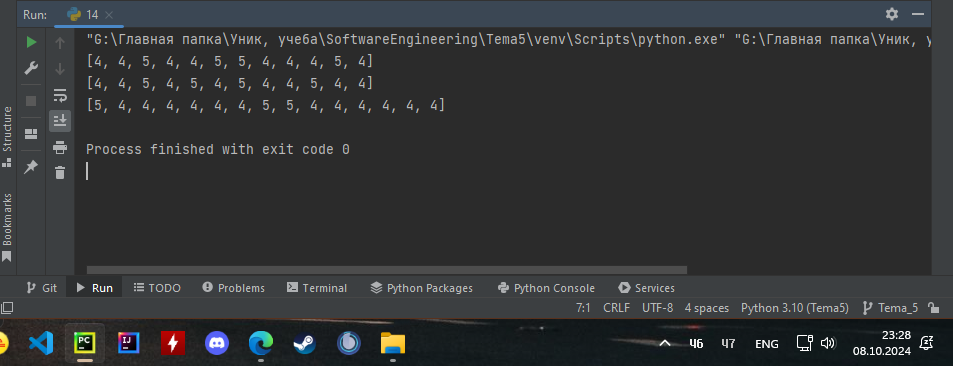 Run: 14
"G:\Главная папка\Уник, учеба\SoftwareEngineering\Tema5\venv\Scripts\python.exe" "G:\Главная папка\Уник, у
[4, 4, 5, 4, 4, 5, 5, 4, 4, 4, 5, 4]
[4, 4, 5, 4, 5, 4, 5, 4, 4, 5, 4, 4]
[5, 4, 4, 4, 4, 4, 4, 5, 5, 4, 4, 4, 4, 4, 4]
Process finished with exit code 0
Structure
Bookmarks
Git Run TODO Problems Terminal Python Packages Python Console Services
7:1 CRLF UTF-8 4 spaces Python 3.10 (Tema5) Tema_5
PC IJ Ч6 Ч7 ENG 23:28
08.10.2024